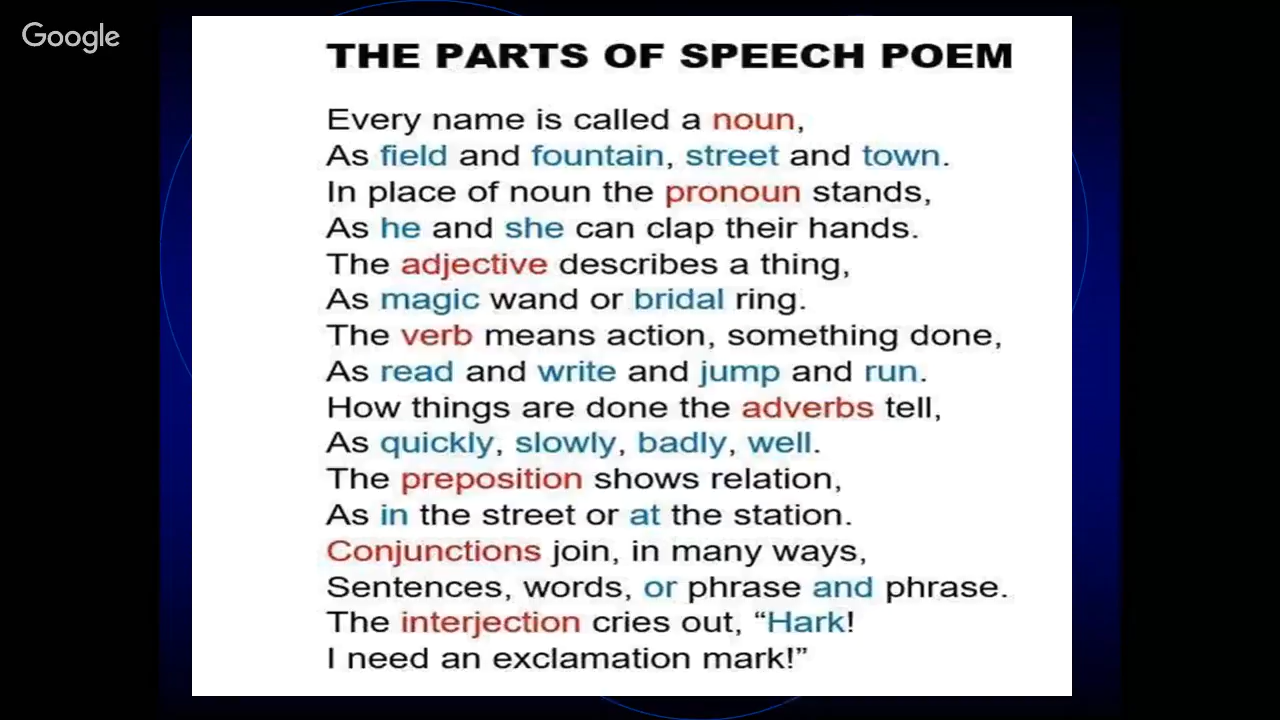 Google
THE PARTS OF SPEECH POEM
Every name is called a noun,
As field and fountain, street and town.
In place of noun the pronoun stands,
As he and she can clap their hands.
The adjective describes a thing,
As magic wand or bridal ring.
The verb means action, something done,
As read and write and jump and run.
How things are done the adverbs tell,
As quickly, slowly, badly, well.
The preposition shows relation,
As in the street or at the station.
Conjunctions join, in many ways,
Sentences, words, or phrase and phrase.
The interjection cries out, “Hark!
I need an exclamation mark!”